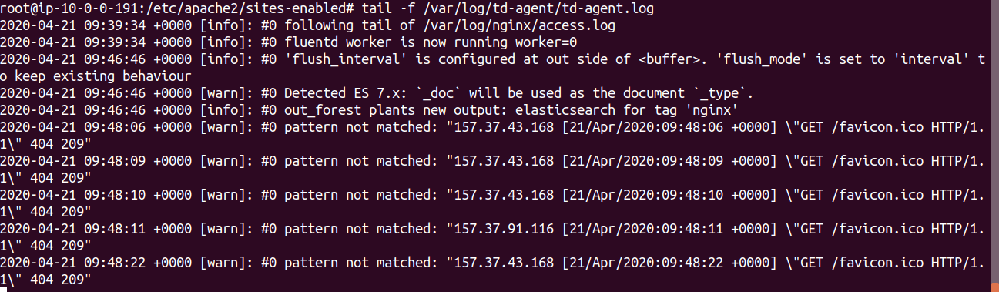 root@ip-10-0-0-191:/etc/apache2/sites-enabled# tail -f /var/log/td-agent/td-agent.log
2020-04-21 09:39:34 +0000 [info]: #0 following tail of /var/log/nginx/access.log
2020-04-21 09:39:34 +0000 [info]: #0 fluentd worker is now running worker=0
2020-04-21 09:46:46 +0000 [info]: #0 'flush_interval' is configured at out side of <buffer>. 'flush_mode' is set to 'interval' t
o keep existing behaviour
2020-04-21 09:46:46 +0000 [warn]: #0 Detected ES 7.x: `_doc` will be used as the document `_type`.
2020-04-21 09:46:46 +0000 [info]: #0 out_forest plants new output: elasticsearch for tag 'nginx'
2020-04-21 09:48:06 +0000 [warn]: #0 pattern not matched: "157.37.43.168 [21/Apr/2020:09:48:06 +0000] \"GET /favicon.ico HTTP/1.
1\" 404 209"
2020-04-21 09:48:09 +0000 [warn]: #0 pattern not matched: "157.37.43.168 [21/Apr/2020:09:48:09 +0000] \"GET /favicon.ico HTTP/1.
1\" 404 209"
2020-04-21 09:48:10 +0000 [warn]: #0 pattern not matched: "157.37.43.168 [21/Apr/2020:09:48:10 +0000] \"GET /favicon.ico HTTP/1.
1\" 404 209"
2020-04-21 09:48:11 +0000 [warn]: #0 pattern not matched: "157.37.91.116 [21/Apr/2020:09:48:11 +0000] \"GET /favicon.ico HTTP/1.
1\" 404 209"
2020-04-21 09:48:22 +0000 [warn]: #0 pattern not matched: "157.37.43.168 [21/Apr/2020:09:48:22 +0000] \"GET /favicon.ico HTTP/1.
1\" 404 209"